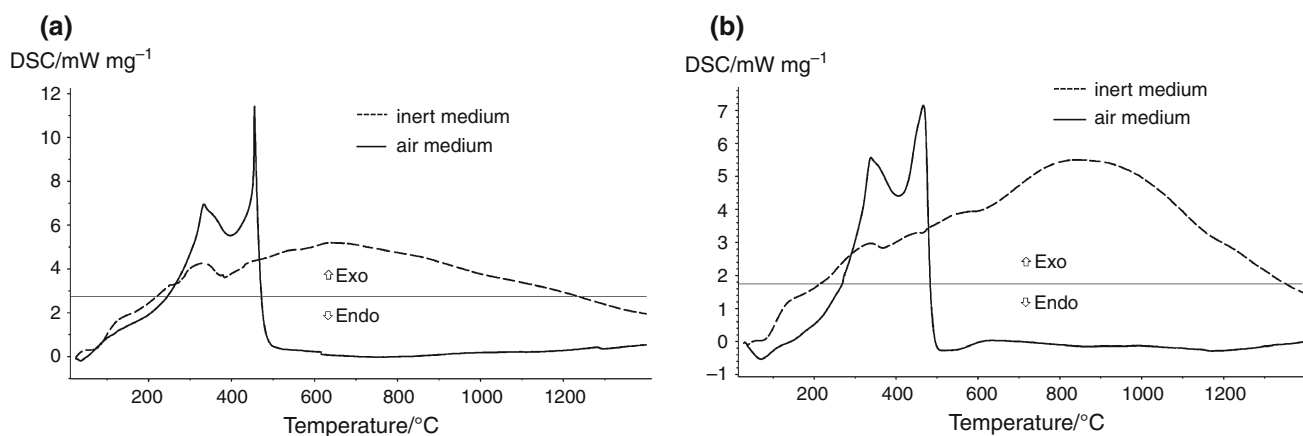 (a)
DSC/mW mg⁻¹
12
10
8
6
4
2
0
inert medium
air medium
⇧Exo
⇩Endo
200 400 600 800 1000 1200
Temperature/°C
(b)
DSC/mW mg⁻¹
7
6
5
4
3
2
1
0
–1
inert medium
air medium
⇧Exo
⇩Endo
200 400 600 800 1000 1200
Temperature/°C